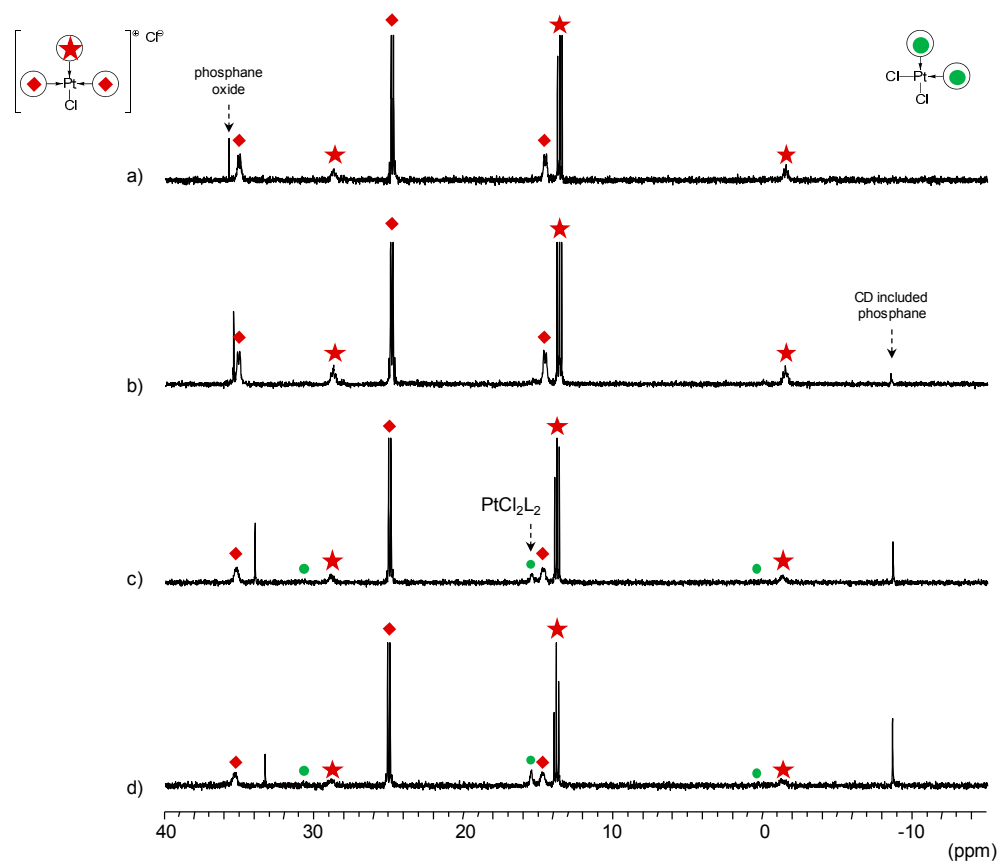 ⊕ Cl⊖
Pt
Cl
phosphane
oxide
Cl
Pt
Cl
a)
CD included
phosphane
b)
PtCl₂L₂
c)
d)
40 30 20 10 0 -10
(ppm)